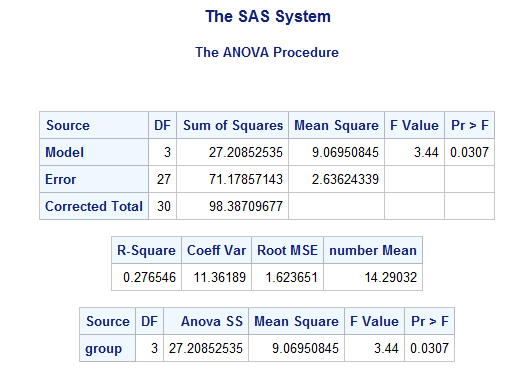 The SAS System
The ANOVA Procedure
Source DF Sum of Squares Mean Square F Value Pr > F
Model 3 27.20852535 9.06950845 3.44 0.0307
Error 27 71.17857143 2.63624339
Corrected Total 30 98.38709677
R-Square Coeff Var Root MSE number Mean
0.276546 11.36189 1.623651 14.29032
Source DF Anova SS Mean Square F Value Pr > F
group 3 27.20852535 9.06950845 3.44 0.0307